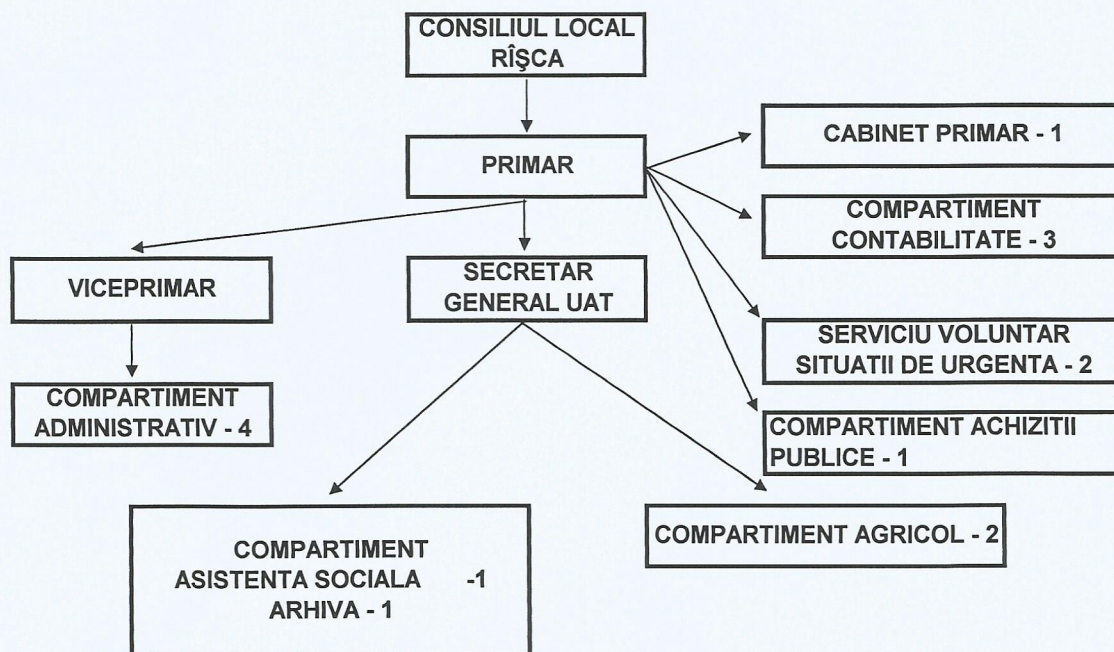 CONSILIUL LOCAL
RÎŞCA
PRIMAR
CABINET PRIMAR - 1
COMPARTIMENT
CONTABILITATE - 3
VICEPRIMAR
SECRETAR
GENERAL UAT
SERVICIU VOLUNTAR
SITUATII DE URGENTA - 2
COMPARTIMENT
ADMINISTRATIV - 4
COMPARTIMENT ACHIZITII
PUBLICE - 1
COMPARTIMENT
ASISTENTA SOCIALA -1
ARHIVA - 1
COMPARTIMENT AGRICOL - 2